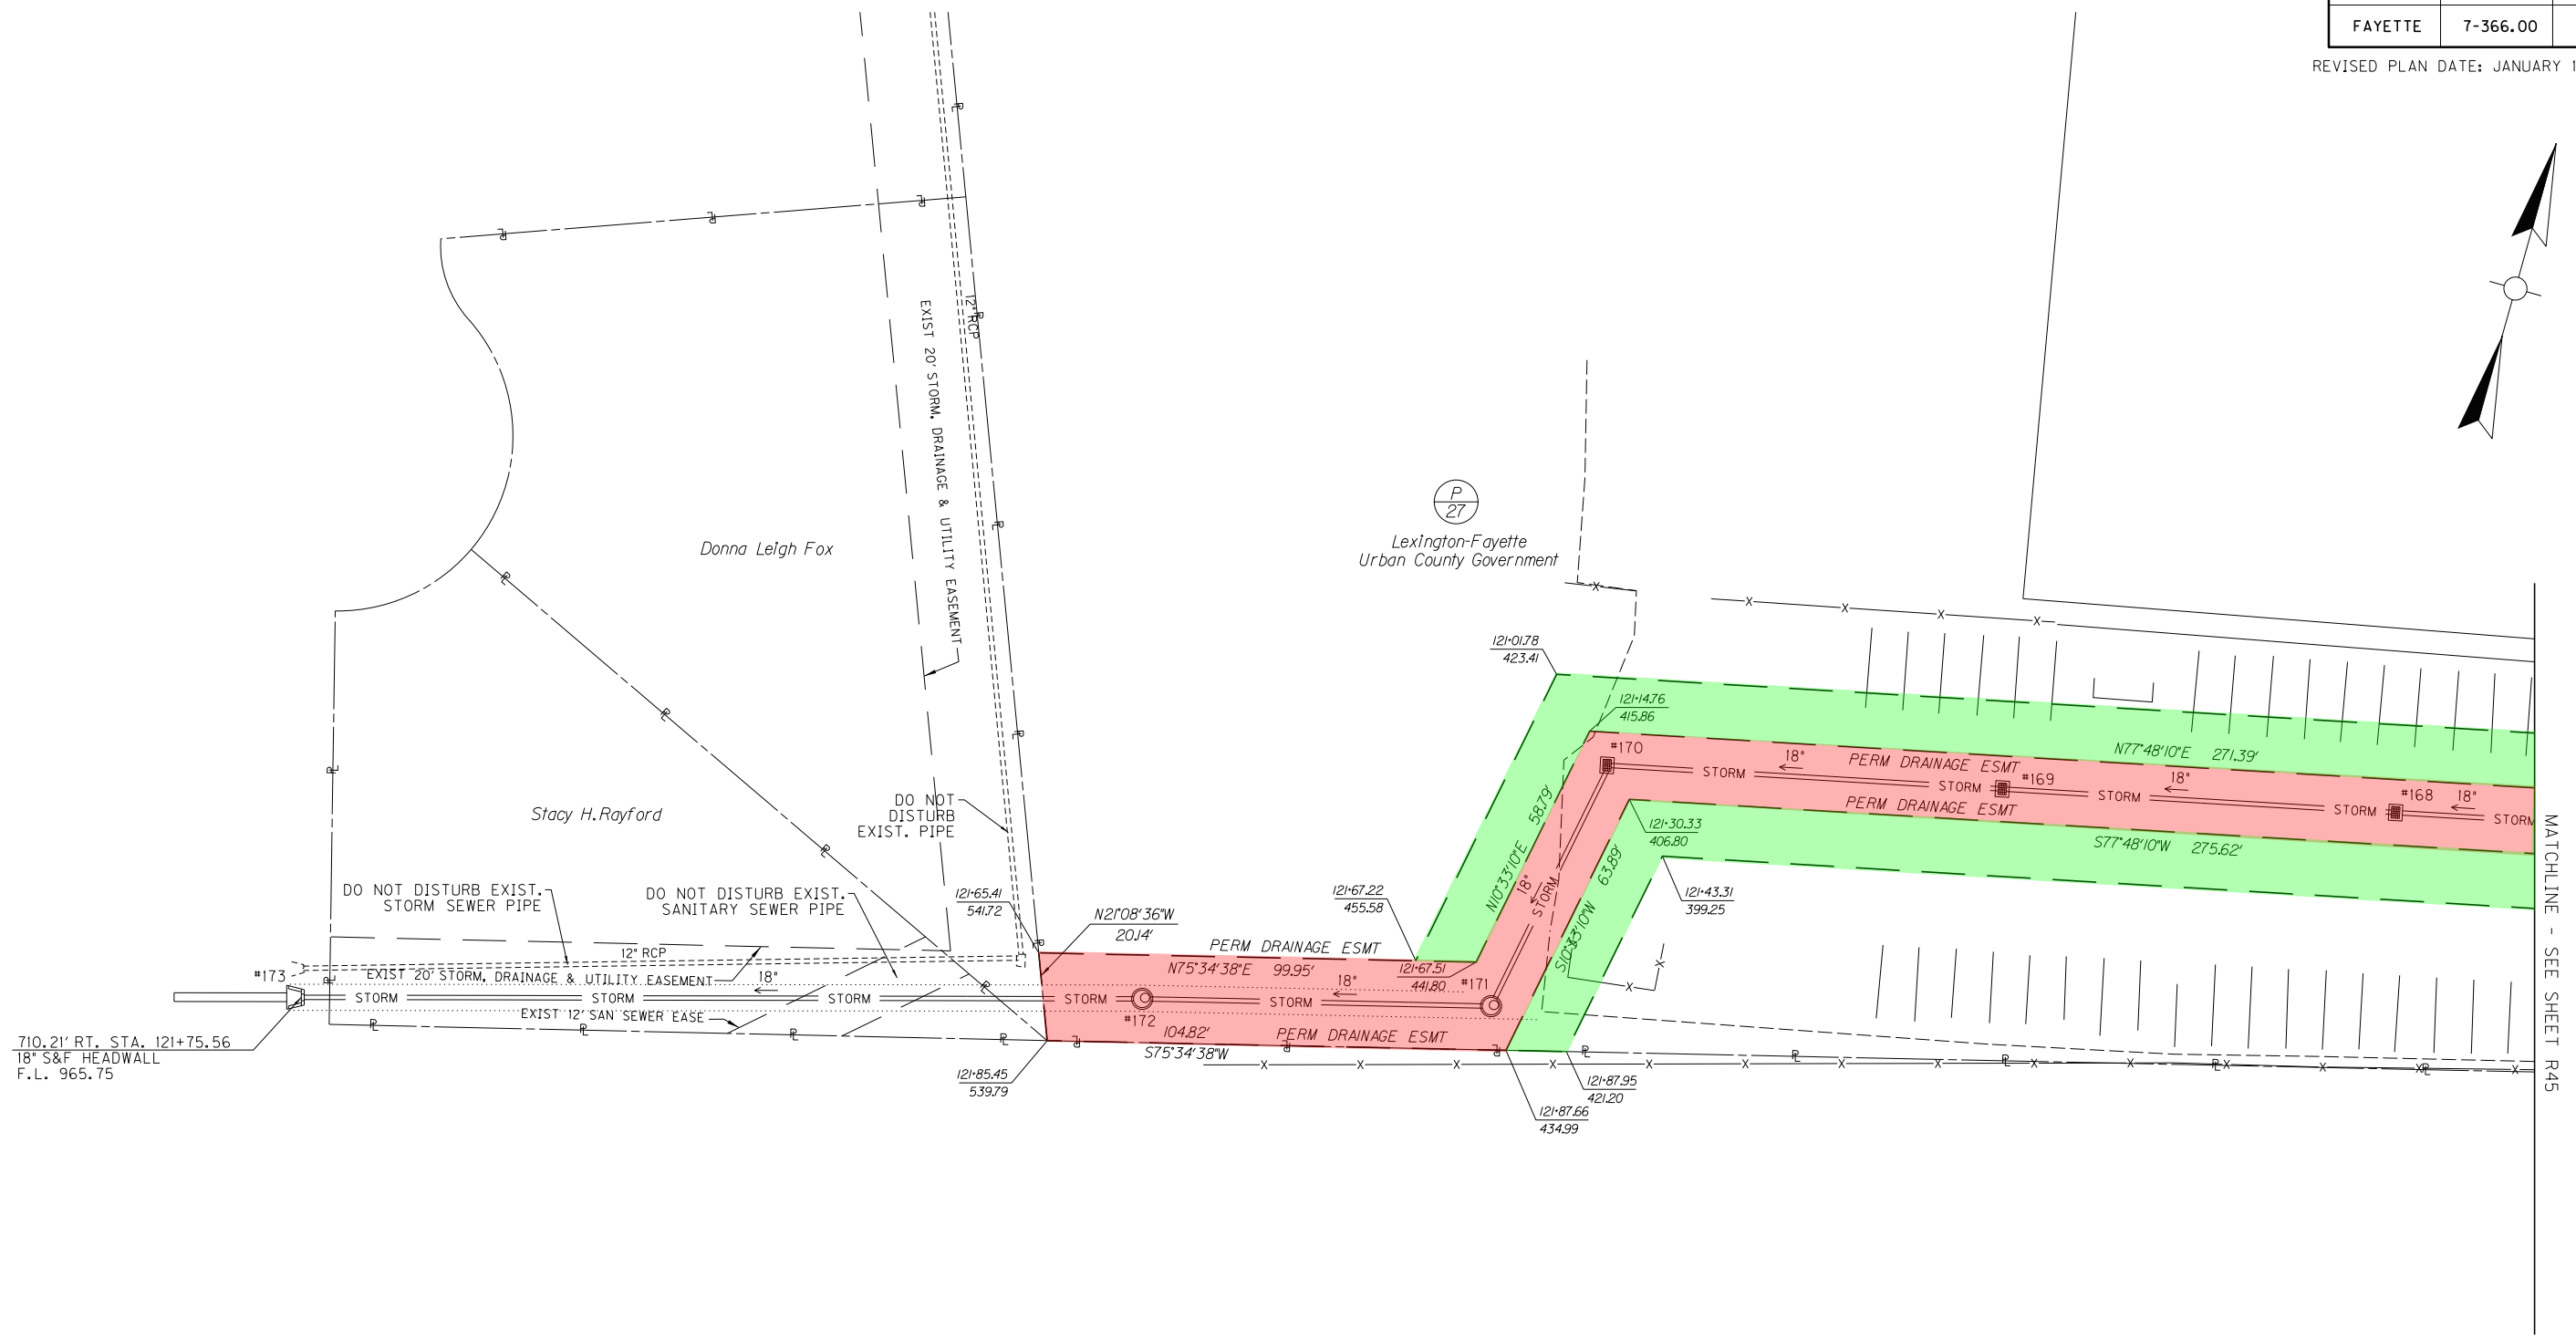 FAYETTE 7-366.00
REVISED PLAN DATE: JANUARY 1
12" RCP
EXIST 20' STORM, DRAINAGE & UTILITY EASEMENT
Donna Leigh Fox
P
27
Lexington-Fayette
Urban County Government
121+01.78
423.41
121+14.76
415.86
#170
18"
PERM DRAINAGE ESMT
N77°48'10"E 271.39'
STORM
STORM
#169
18"
STORM
STORM
#168
18"
STORM
PERM DRAINAGE ESMT
S77°48'10"W 275.62'
121+30.33
406.80
121+43.31
399.25
N10°33'10"E 58.79'
18"
STORM
S10°33'10"W 63.89'
Stacy H. Rayford
DO NOT
DISTURB
EXIST. PIPE
DO NOT DISTURB EXIST.
STORM SEWER PIPE
DO NOT DISTURB EXIST.
SANITARY SEWER PIPE
121+65.41
541.72
N21°08'36"W
20.14'
121+67.22
455.58
PERM DRAINAGE ESMT
N75°34'38"E 99.95'
121+67.51
441.80
#171
18"
12" RCP
#173
EXIST 20' STORM, DRAINAGE & UTILITY EASEMENT
18"
STORM
STORM
STORM
STORM
STORM
#172
EXIST 12' SAN SEWER EASE
104.82'
PERM DRAINAGE ESMT
S75°34'38"W
710.21' RT. STA. 121+75.56
18" S&F HEADWALL
F.L. 965.75
121+85.45
539.79
121+87.95
421.20
121+87.66
434.99
MATCHLINE - SEE SHEET R45